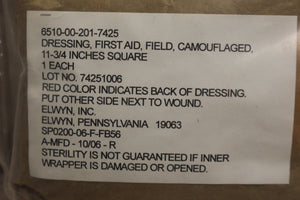 6510-00-201-7425
DRESSING, FIRST AID, FIELD, CAMOUFLAGED,
11-3/4 INCHES SQUARE
1 EACH
LOT NO. 74251006
RED COLOR INDICATES BACK OF DRESSING.
PUT OTHER SIDE NEXT TO WOUND.
ELWYN, INC.
ELWYN, PENNSYLVANIA 19063
SP0200-06-F-FB56
A-MFD - 10/06 - R
STERILITY IS NOT GUARANTEED IF INNER
WRAPPER IS DAMAGED OR OPENED.